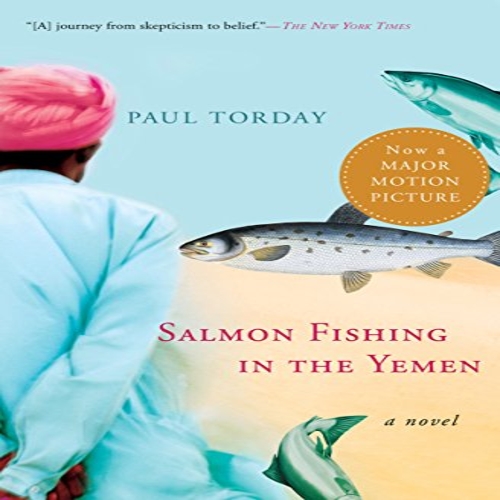 “[A] journey from skepticism to belief.”—The New York Times
PAUL TORDAY
Now a
MAJOR
MOTION
PICTURE
Salmon Fishing
in the Yemen
a novel